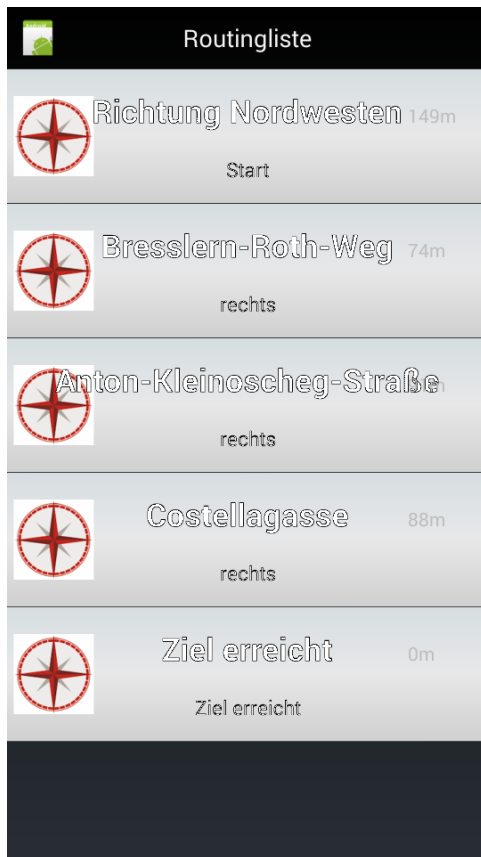 Routingliste
Richtung Nordwesten 149m
Start
Bresslern-Roth-Weg 74m
rechts
Anton-Kleinoscheg-Straße
rechts
Costellagasse 88m
rechts
Ziel erreicht 0m
Ziel erreicht